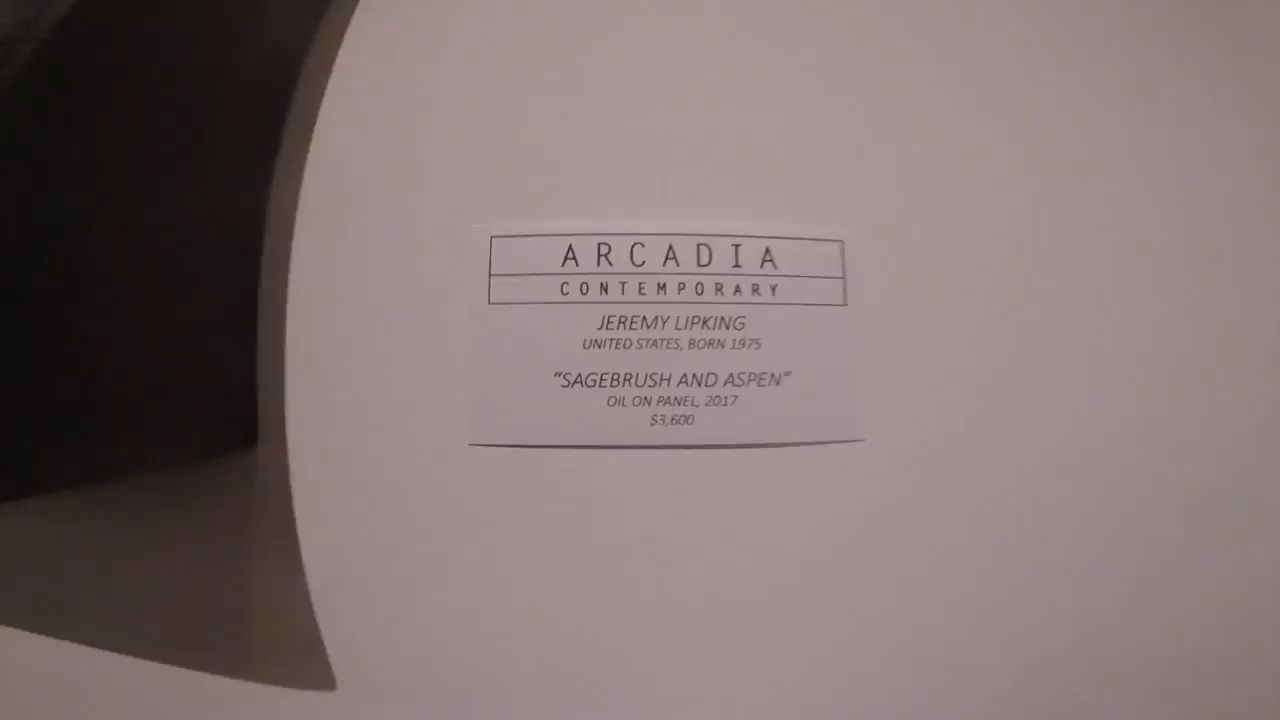 ARCADIA
CONTEMPORARY
JEREMY LIPKING
UNITED STATES, BORN 1975
“SAGEBRUSH AND ASPEN”
OIL ON PANEL, 2017
$3,600